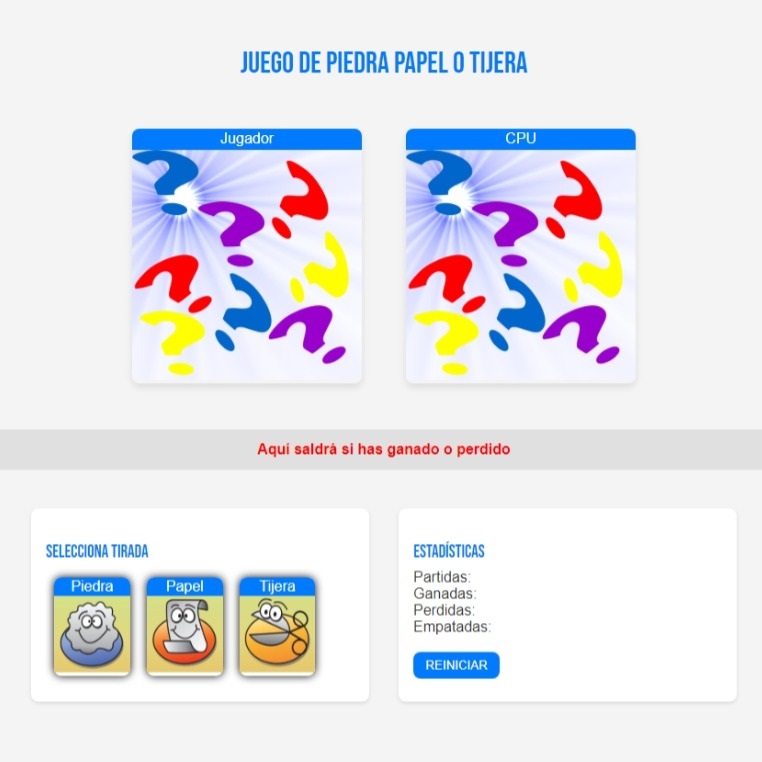 JUEGO DE PIEDRA PAPEL O TIJERA
Jugador
CPU
Aquí saldrá si has ganado o perdido
SELECCIONA TIRADA
Piedra
Papel
Tijera
ESTADÍSTICAS
Partidas:
Ganadas:
Perdidas:
Empatadas:
REINICIAR